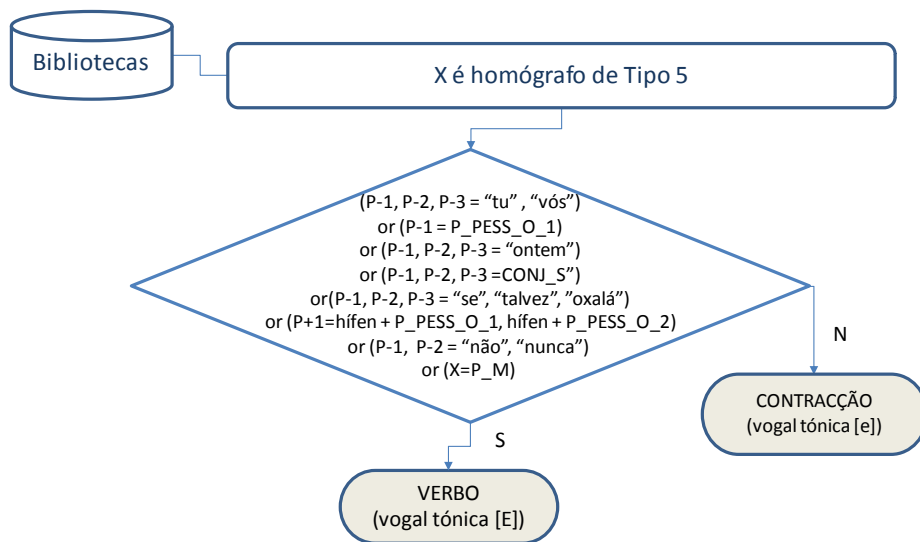 Bibliotecas
X é homógrafo de Tipo 5
(P-1, P-2, P-3 = “tu” , “vós”)
or (P-1 = P_PESS_O_1)
or (P-1, P-2, P-3 = “ontem”)
or (P-1, P-2, P-3 =CONJ_S”)
or(P-1, P-2, P-3 = “se”, “talvez”, “oxalá”)
or (P+1=hífen + P_PESS_O_1, hífen + P_PESS_O_2)
or (P-1, P-2 = “não”, “nunca”)
or (X=P_M)
N
CONTRACÇÃO
(vogal tónica [e])
S
VERBO
(vogal tónica [E])